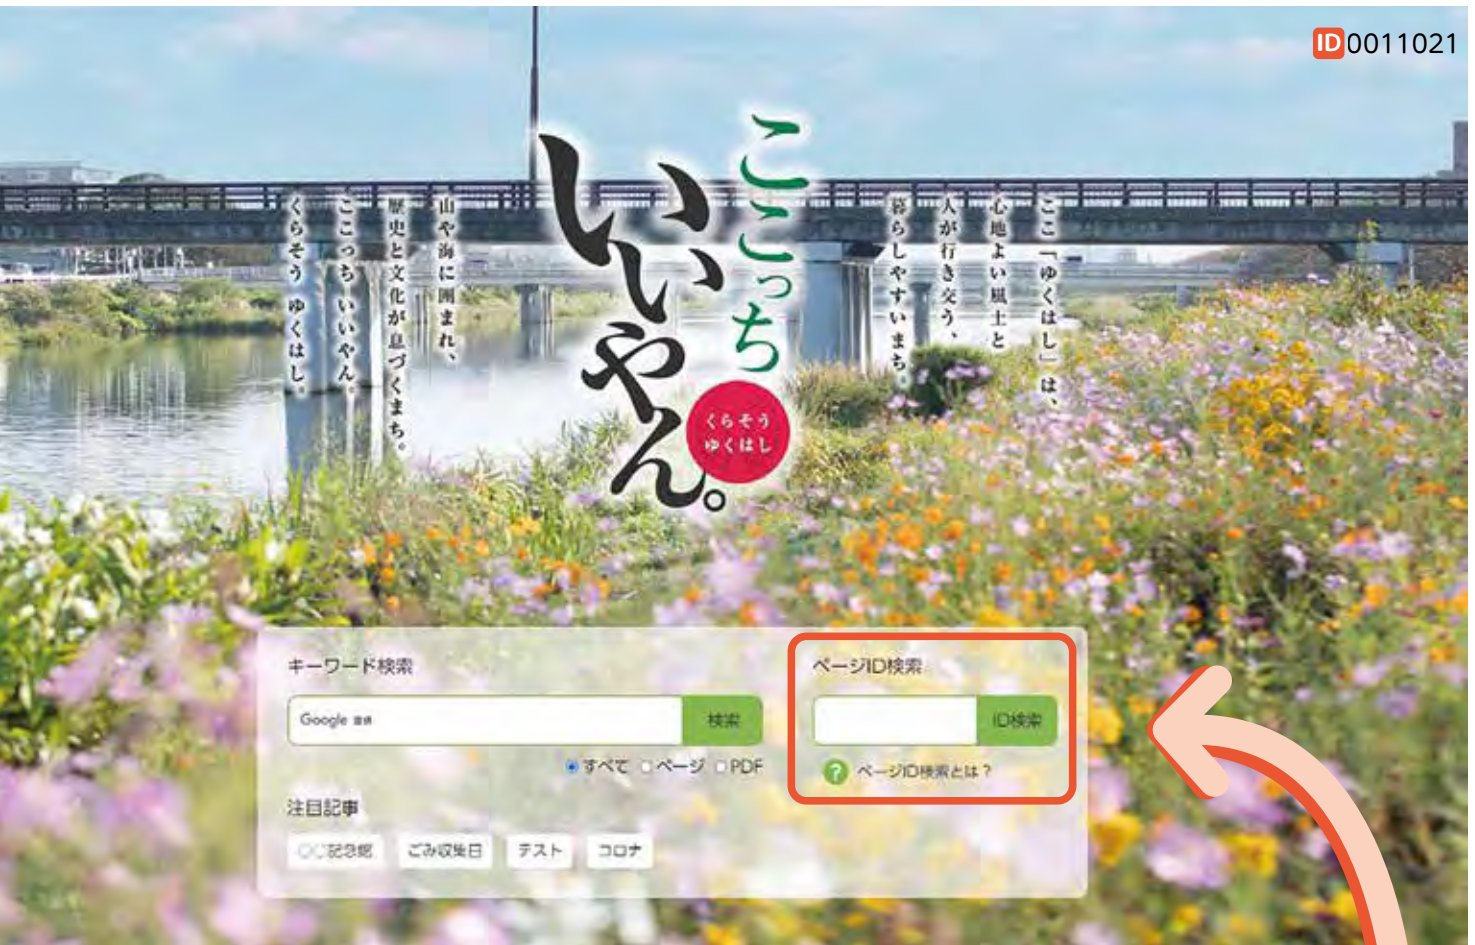 ID0011021
ここっち
いいやん。
くらそう
ゆくはし
ここ「ゆくはし」は、
心地よい風土と
人が行き交う、
暮らしやすいまち。
山や海に囲まれ、
歴史と文化が息づくまち。
ここっち いいやん。
くらそう ゆくはし。
キーワード検索
ページID検索
Google 提供
検索
ID検索
すべて ページ PDF
? ページID検索とは?
注目記事
○○記念館 ごみ収集日 テスト コロナ